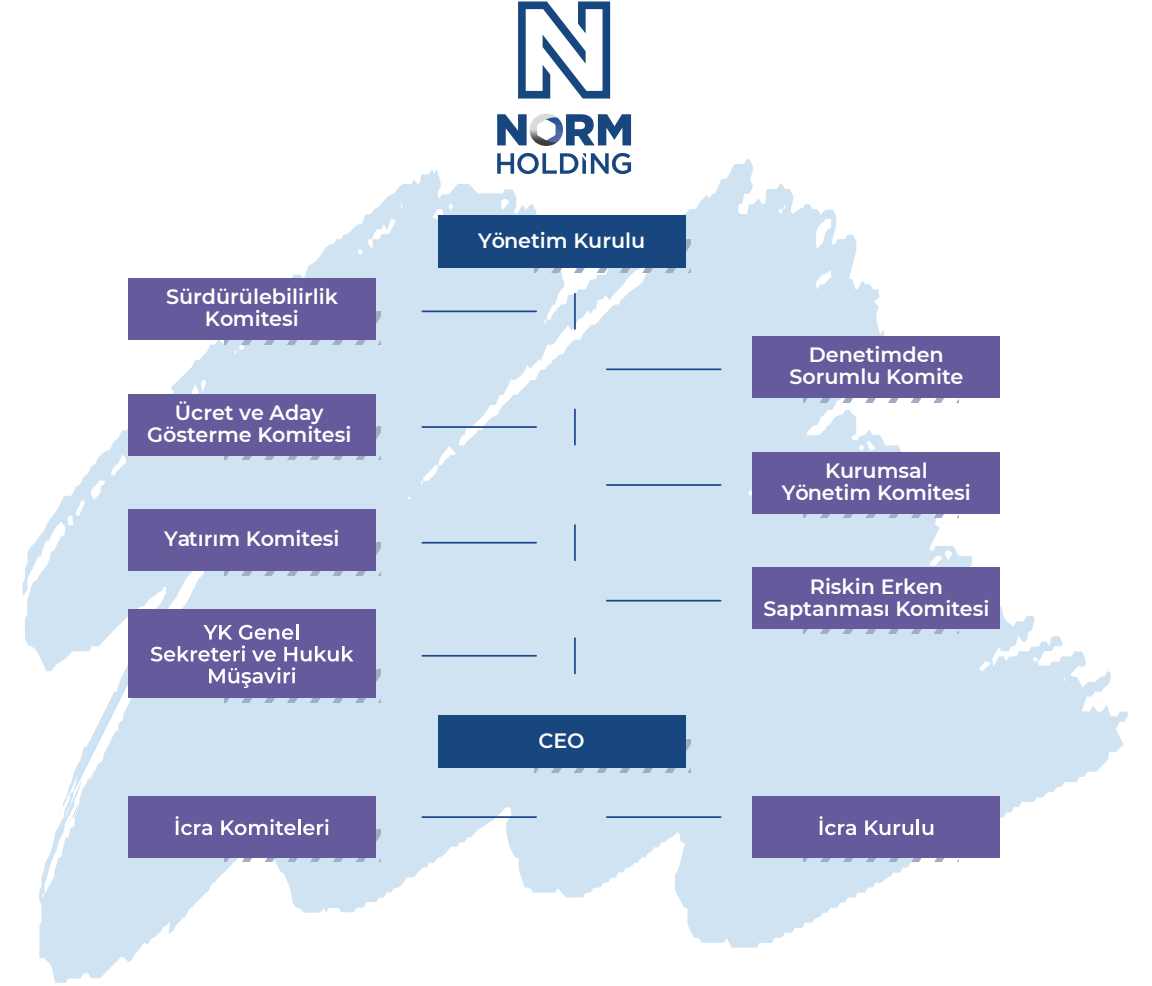 N
NORM
HOLDİNG
Yönetim Kurulu
Sürdürülebilirlik
Komitesi
Denetimden
Sorumlu Komite
Ücret ve Aday
Gösterme Komitesi
Kurumsal
Yönetim Komitesi
Yatırım Komitesi
Riskin Erken
Saptanması Komitesi
YK Genel
Sekreteri ve Hukuk
Müşaviri
CEO
İcra Komiteleri
İcra Kurulu